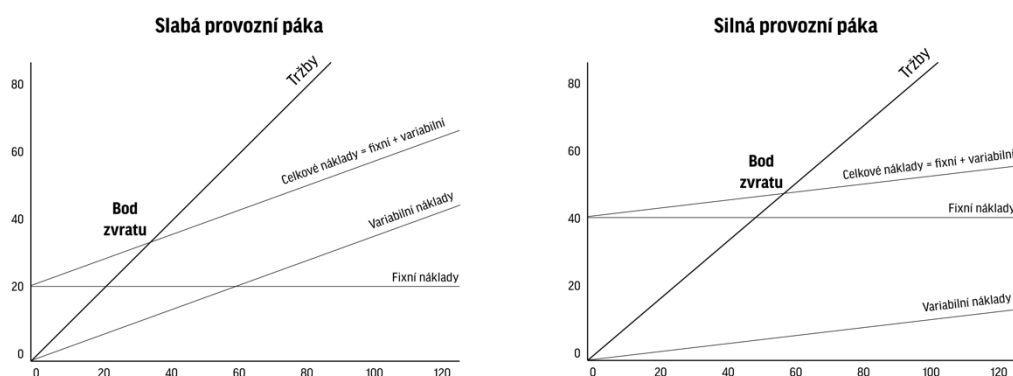 Slabá provozní páka
80
60
40
20
0
0
20
40
60
80
100
120
Tržby
Celkové náklady = fixní + variabilní
Variabilní náklady
Fixní náklady
Bod
zvratu
Silná provozní páka
80
60
40
20
0
0
20
40
60
80
100
120
Tržby
Celkové náklady = fixní + variabilní
Fixní náklady
Variabilní náklady
Bod
zvratu